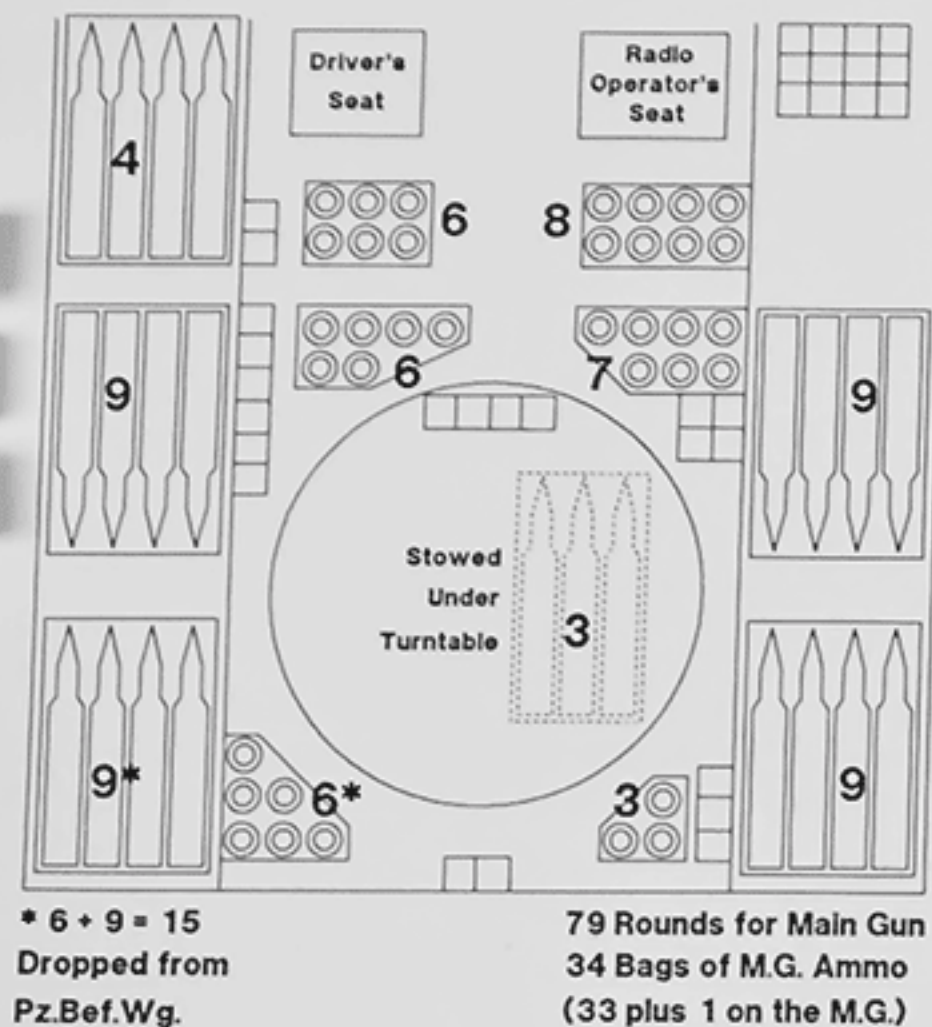 Driver's
Seat
Radio
Operator's
Seat
4
6
8
9
6
7
9
Stowed
Under
Turntable
3
9*
6*
3
9
* 6 + 9 = 15
Dropped from
Pz.Bef.Wg.
79 Rounds for Main Gun
34 Bags of M.G. Ammo
(33 plus 1 on the M.G.)